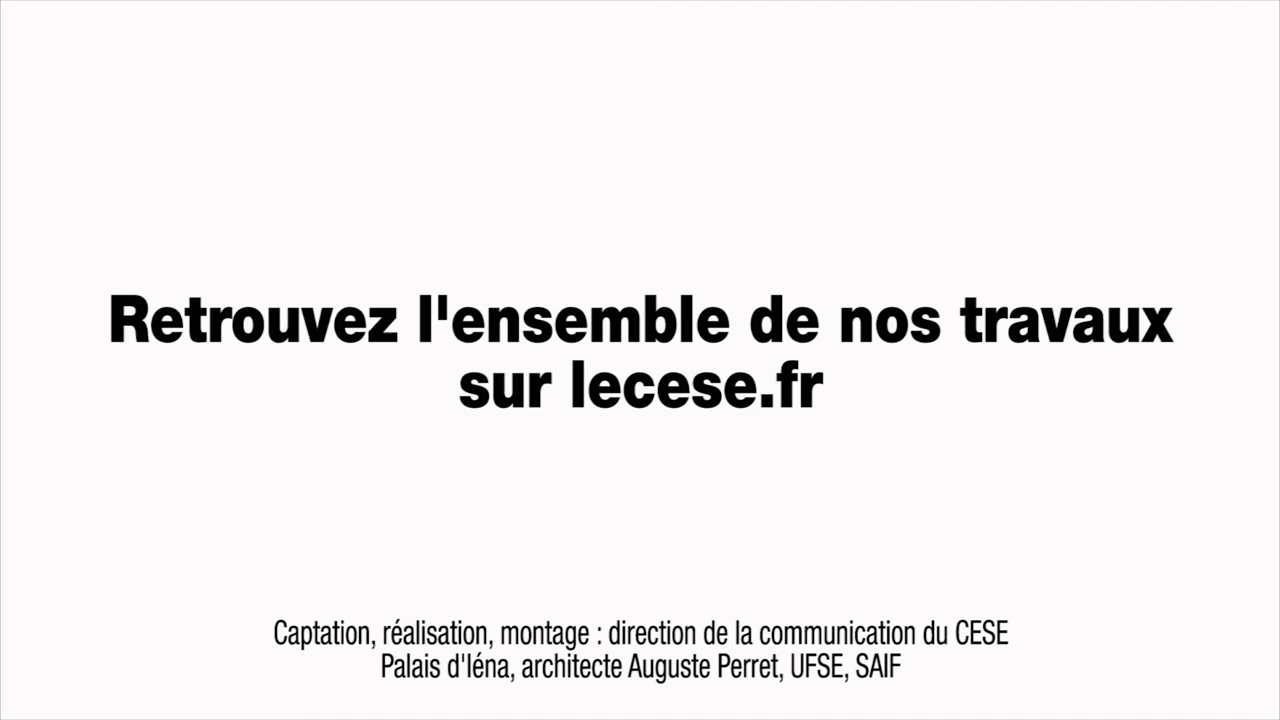 Retrouvez l'ensemble de nos travaux
sur lecese.fr
Captation, réalisation, montage : direction de la communication du CESE
Palais d'Iéna, architecte Auguste Perret, UFSE, SAIF